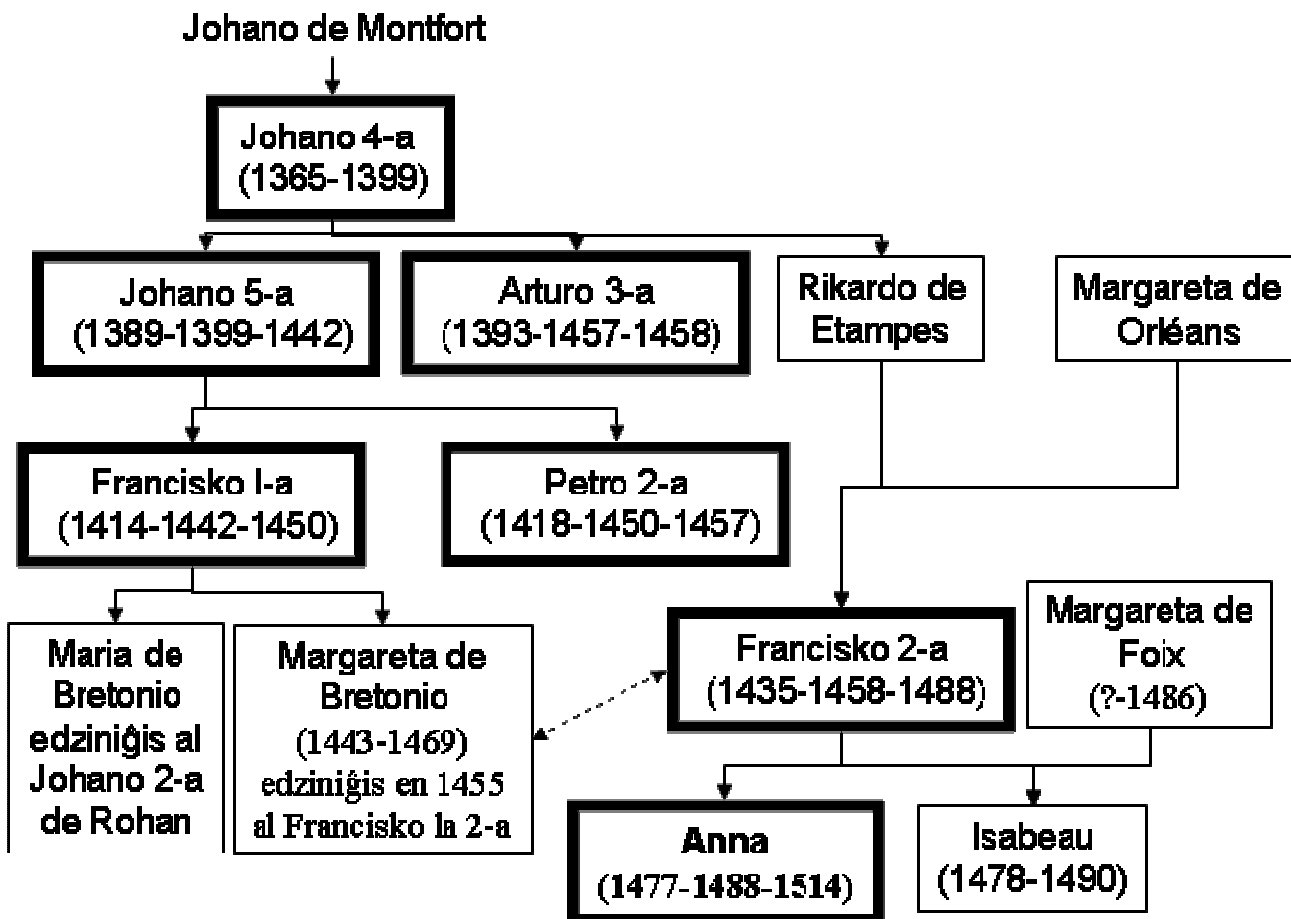 Johano de Montfort
Johano 4-a
(1365-1399)
Johano 5-a
(1389-1399-1442)
Arturo 3-a
(1393-1457-1458)
Rikardo de
Etampes
Margareta de
Orléans
Francisko I-a
(1414-1442-1450)
Petro 2-a
(1418-1450-1457)
Maria de
Bretonio
edziniĝis al
Johano 2-a
de Rohan
Margareta de
Bretonio
(1443-1469)
edziniĝis en 1455
al Francisko la 2-a
Francisko 2-a
(1435-1458-1488)
Margareta de
Foix
(?-1486)
Anna
(1477-1488-1514)
Isabeau
(1478-1490)